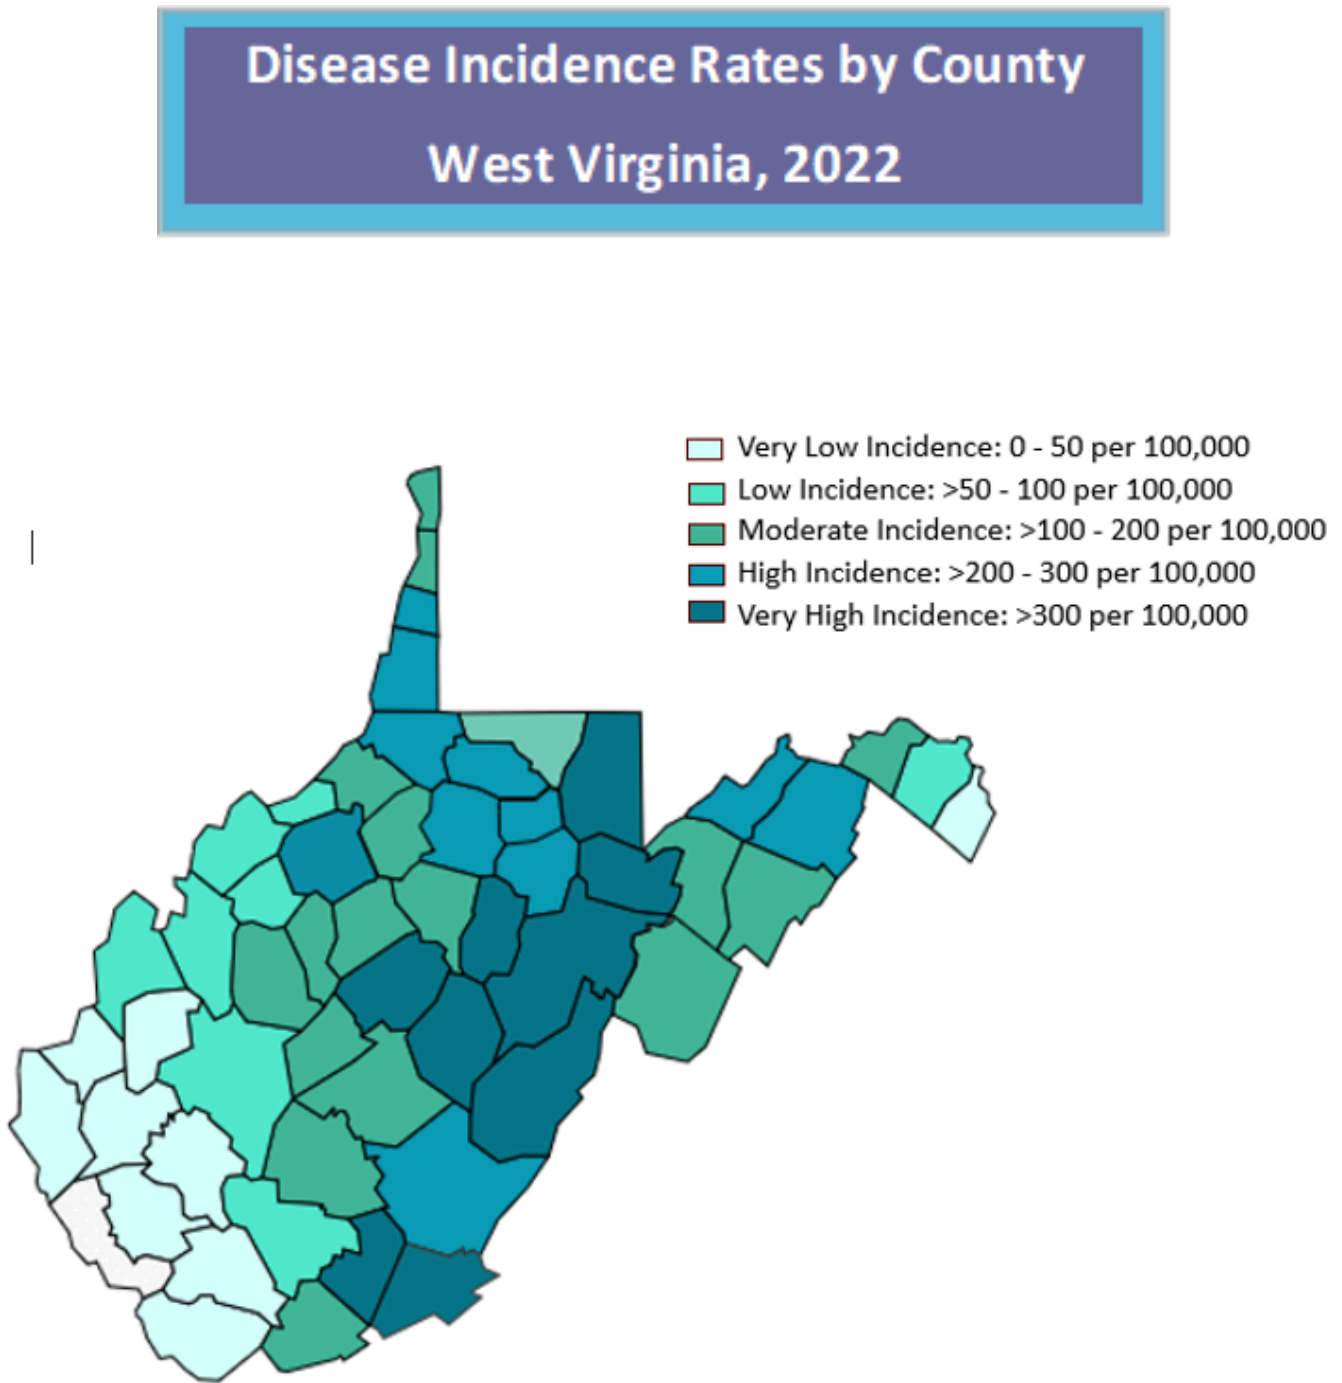 Disease Incidence Rates by County
West Virginia, 2022
Very Low Incidence: 0 - 50 per 100,000
Low Incidence: >50 - 100 per 100,000
Moderate Incidence: >100 - 200 per 100,000
High Incidence: >200 - 300 per 100,000
Very High Incidence: >300 per 100,000